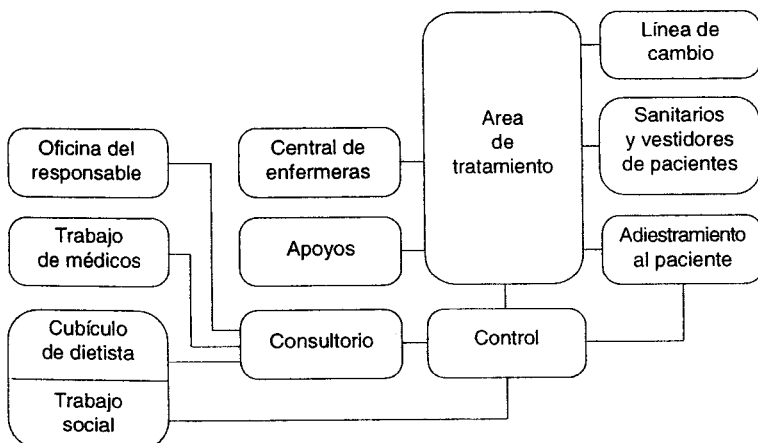 Línea de
cambio
Area
de
tratamiento
Sanitarios
y vestidores
de pacientes
Oficina del
responsable
Central de
enfermeras
Trabajo
de médicos
Apoyos
Adiestramiento
al paciente
Cubículo
de dietista
Consultorio
Control
Trabajo
social